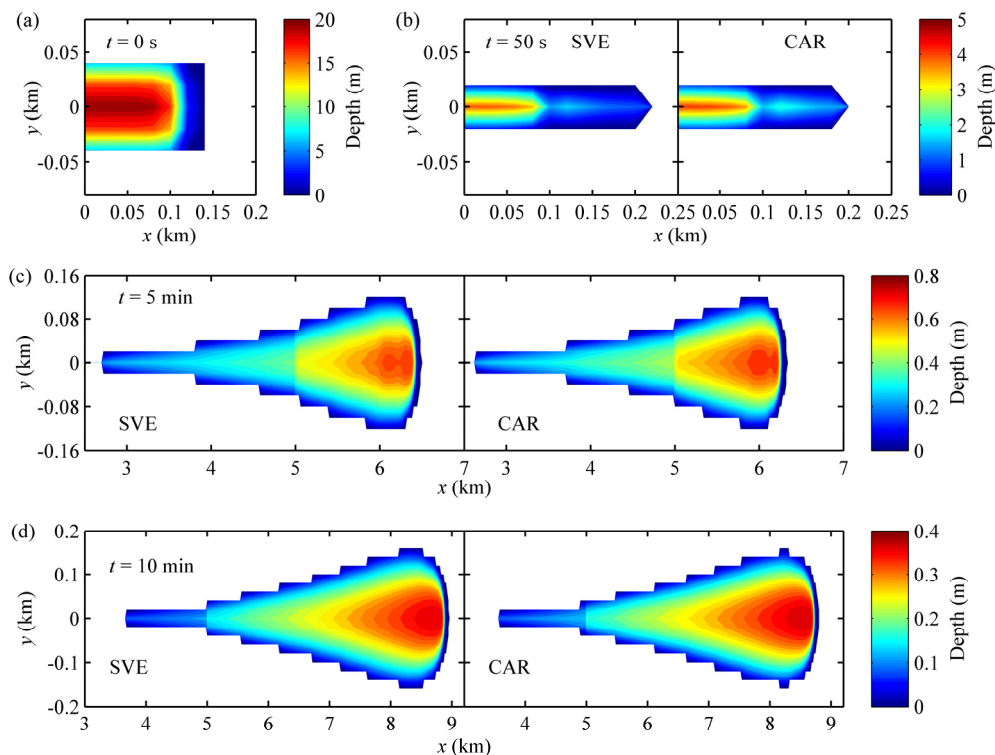 (a)
t = 0 s
0.05
0
-0.05
y (km)
0 0.05 0.1 0.15 0.2
x (km)
20
15
10
5
0
Depth (m)
(b)
t = 50 s SVE CAR
0.05
0
-0.05
y (km)
0 0.05 0.1 0.15 0.2 0.25 0.05 0.1 0.15 0.2 0.25
x (km)
5
4
3
2
1
0
Depth (m)
(c)
t = 5 min
0.16
0.08
0
-0.08
-0.16
y (km)
SVE CAR
3 4 5 6 7 3 4 5 6 7
x (km)
0.8
0.6
0.4
0.2
0
Depth (m)
(d)
t = 10 min
0.2
0.1
0
-0.1
-0.2
y (km)
SVE CAR
3 4 5 6 7 8 9 4 5 6 7 8 9
x (km)
0.4
0.3
0.2
0.1
0
Depth (m)